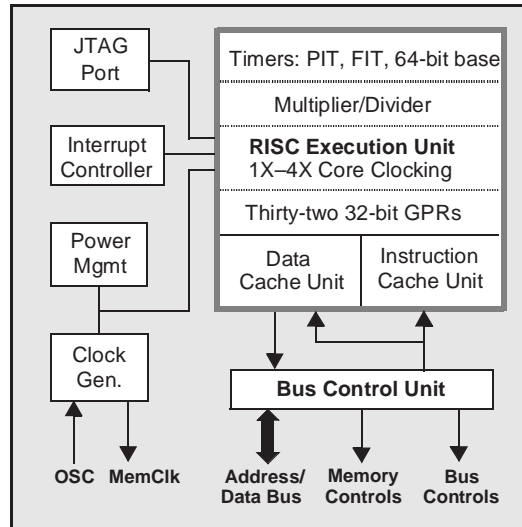 JTAG
Port
Timers: PIT, FIT, 64-bit base
Multiplier/Divider
Interrupt
Controller
RISC Execution Unit
1X–4X Core Clocking
Thirty-two 32-bit GPRs
Power
Mgmt
Data
Cache Unit
Instruction
Cache Unit
Clock
Gen.
Bus Control Unit
OSC
MemClk
Address/
Data Bus
Memory
Controls
Bus
Controls